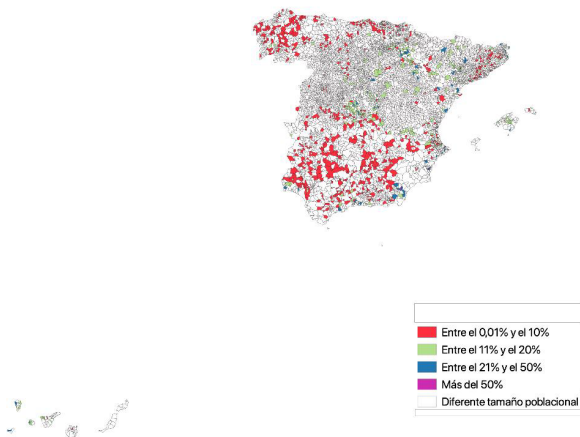 Entre el 0,01% y el 10%
Entre el 11% y el 20%
Entre el 21% y el 50%
Más del 50%
Diferente tamaño poblacional